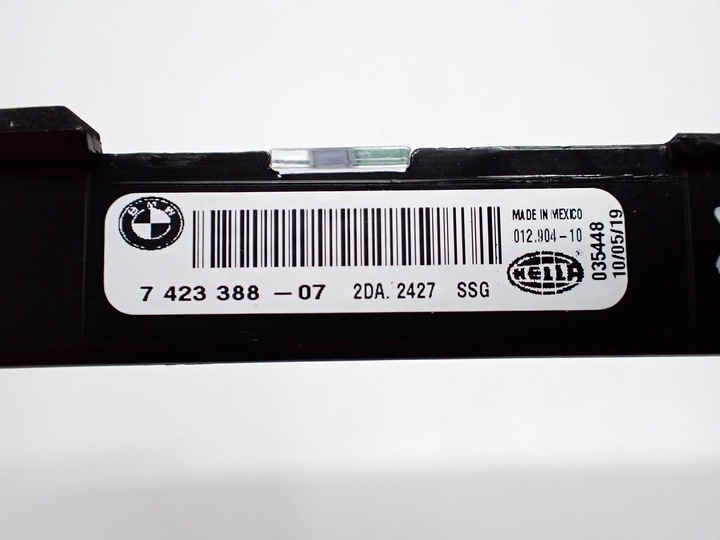 BMW
MADE IN MEXICO
012.904-10
HELLA
7 423 388 -07 2DA. 2427 SSG
035448
10/05/19